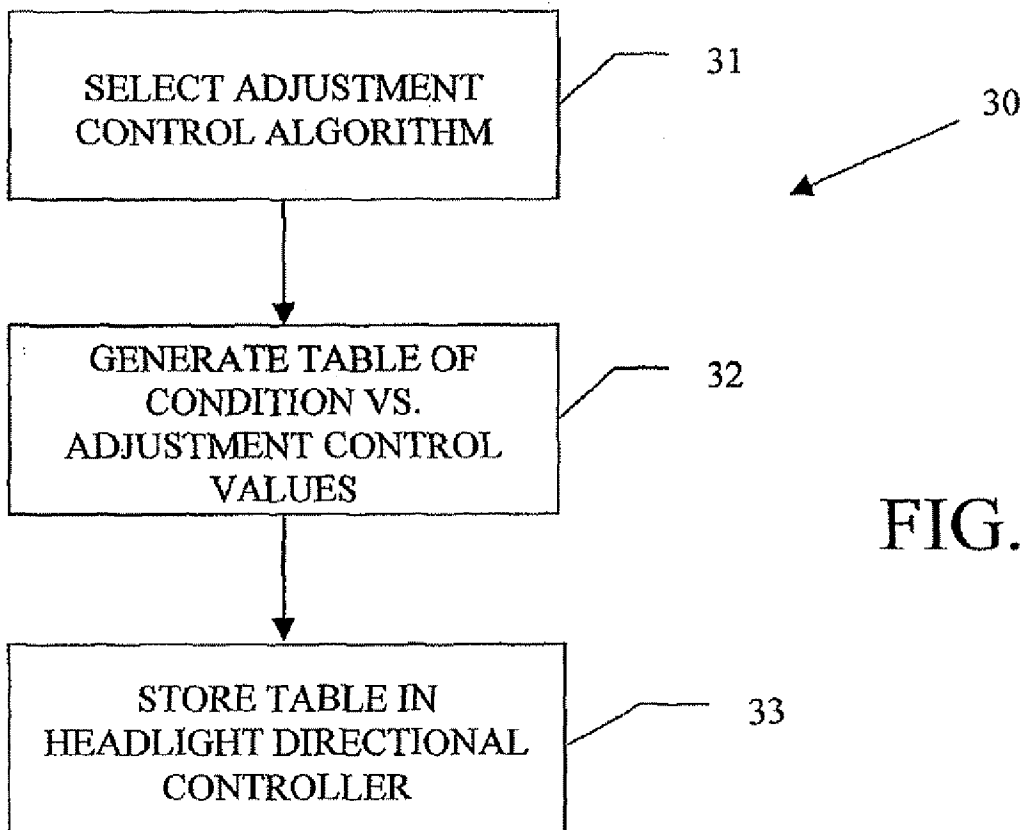 SELECT ADJUSTMENT
CONTROL ALGORITHM
31
30
GENERATE TABLE OF
CONDITION VS.
ADJUSTMENT CONTROL
VALUES
32
FIG.
STORE TABLE IN
HEADLIGHT DIRECTIONAL
CONTROLLER
33